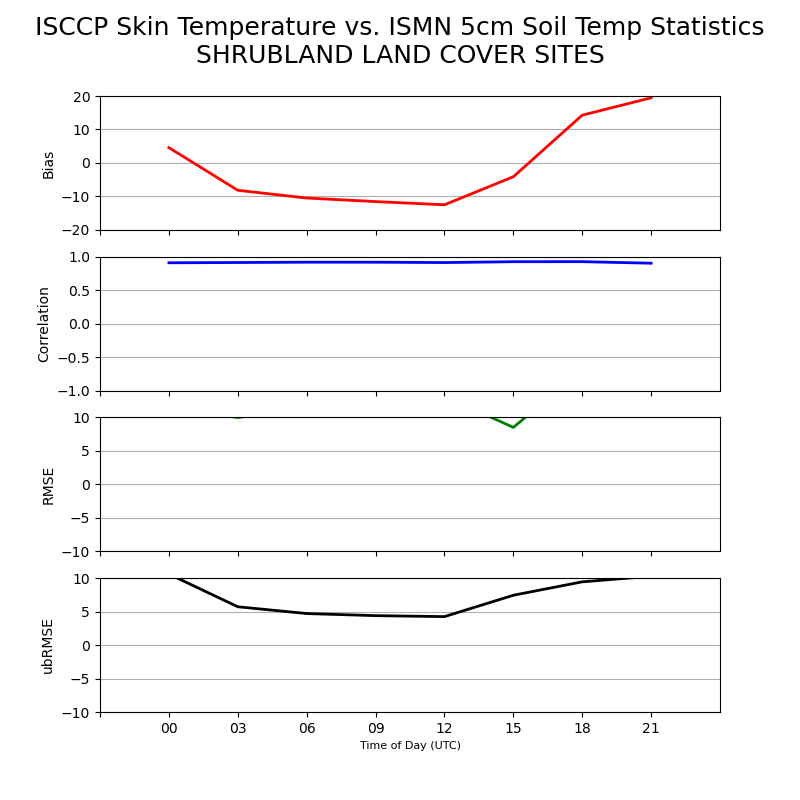 ISCCP Skin Temperature vs. ISMN 5cm Soil Temp Statistics
SHRUBLAND LAND COVER SITES
20
10
0
−10
−20
Bias
1.0
0.5
0.0
−0.5
−1.0
Correlation
10
5
0
−5
−10
RMSE
10
5
0
−5
−10
ubRMSE
00 03 06 09 12 15 18 21
Time of Day (UTC)